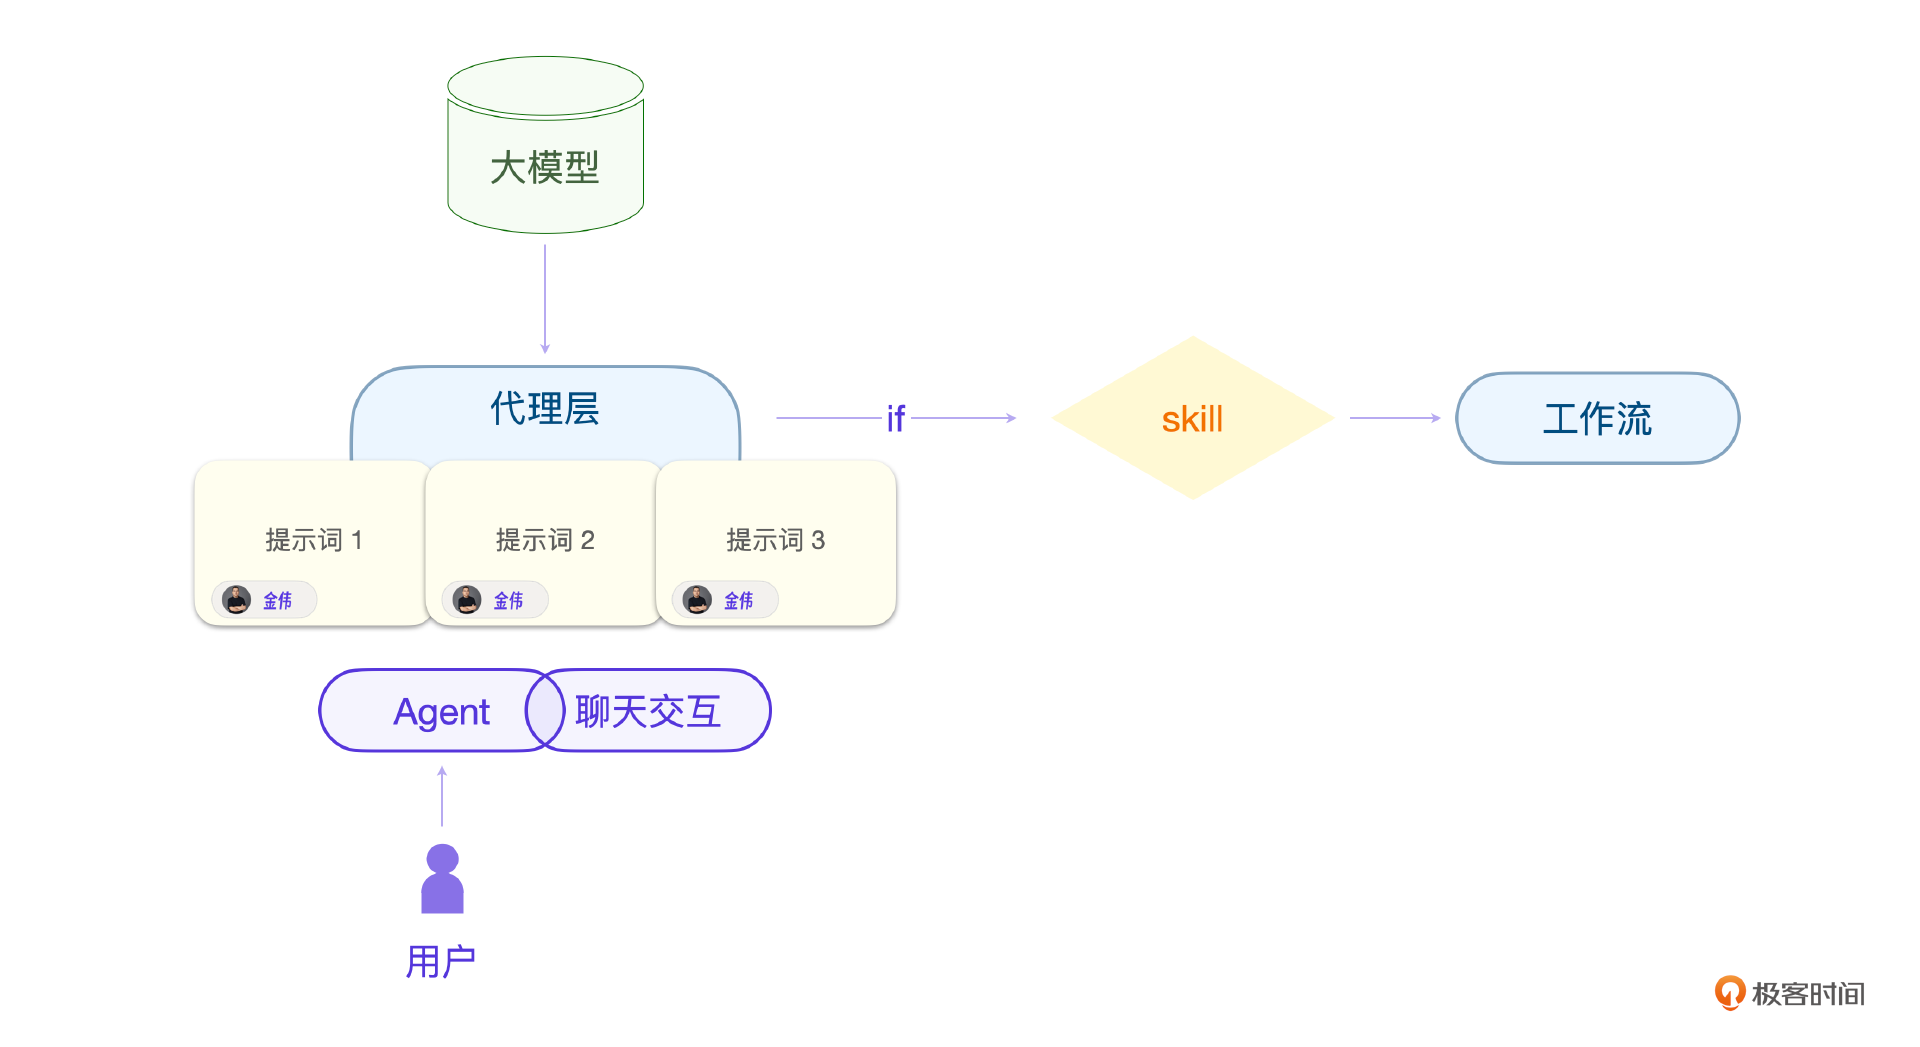 大模型
代理层
if
skill
工作流
提示词 1
提示词 2
提示词 3
金伟
金伟
金伟
Agent
聊天交互
用户
极客时间